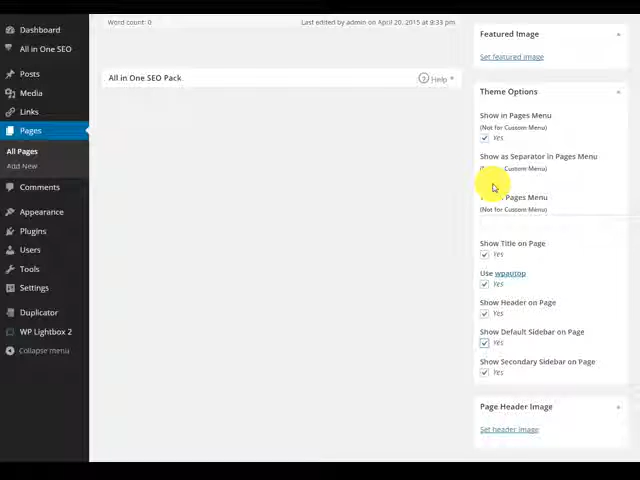 Dashboard
All in One SEO
Posts
Media
Links
Pages
All Pages
Add New
Comments
Appearance
Plugins
Users
Tools
Settings
Duplicator
WP Lightbox 2
Collapse menu
Word count: 0
Last edited by admin on April 20, 2015 at 9:33 pm
All in One SEO Pack
? Help
Featured Image
Set featured image
Theme Options
Show in Pages Menu
(Not for Custom Menu)
Yes
Show as Separator in Pages Menu
(Not for Custom Menu)
Pages Menu
(Not for Custom Menu)
Show Title on Page
Yes
Use wpautop
Yes
Show Header on Page
Yes
Show Default Sidebar on Page
Yes
Show Secondary Sidebar on Page
Yes
Page Header Image
Set header image